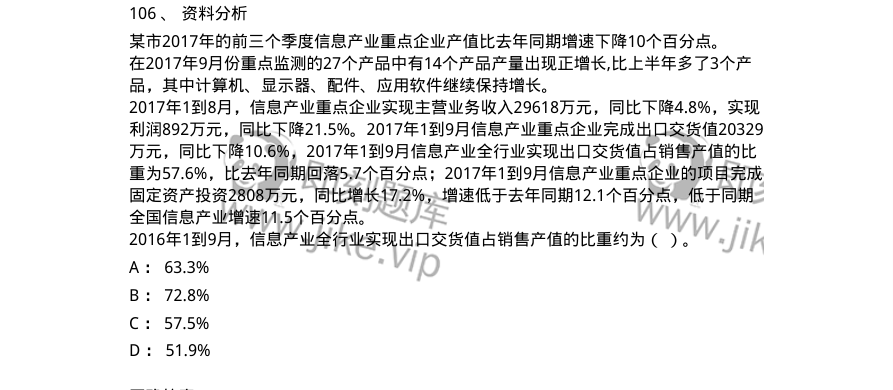 106 、 资料分析
某市2017年的前三个季度信息产业重点企业产值比去年同期增速下降10个百分点。
在2017年9月份重点监测的27个产品中有14个产品产量出现正增长,比上半年多了3个产
品，其中计算机、显示器、配件、应用软件继续保持增长。
2017年1到8月，信息产业重点企业实现主营业务收入29618万元，同比下降4.8%，实现
利润892万元，同比下降21.5%。2017年1到9月信息产业重点企业完成出口交货值20329
万元，同比下降10.6%，2017年1到9月信息产业全行业实现出口交货值占销售产值的比
重为57.6%，比去年同期回落5.7个百分点；2017年1到9月信息产业重点企业的项目完成
固定资产投资2808万元，同比增长17.2%，增速低于去年同期12.1个百分点，低于同期
全国信息产业增速11.5个百分点。
2016年1到9月，信息产业全行业实现出口交货值占销售产值的比重约为（ ）。
A： 63.3%
B： 72.8%
C： 57.5%
D： 51.9%
即刻题库
www.jike.vip
www.jik